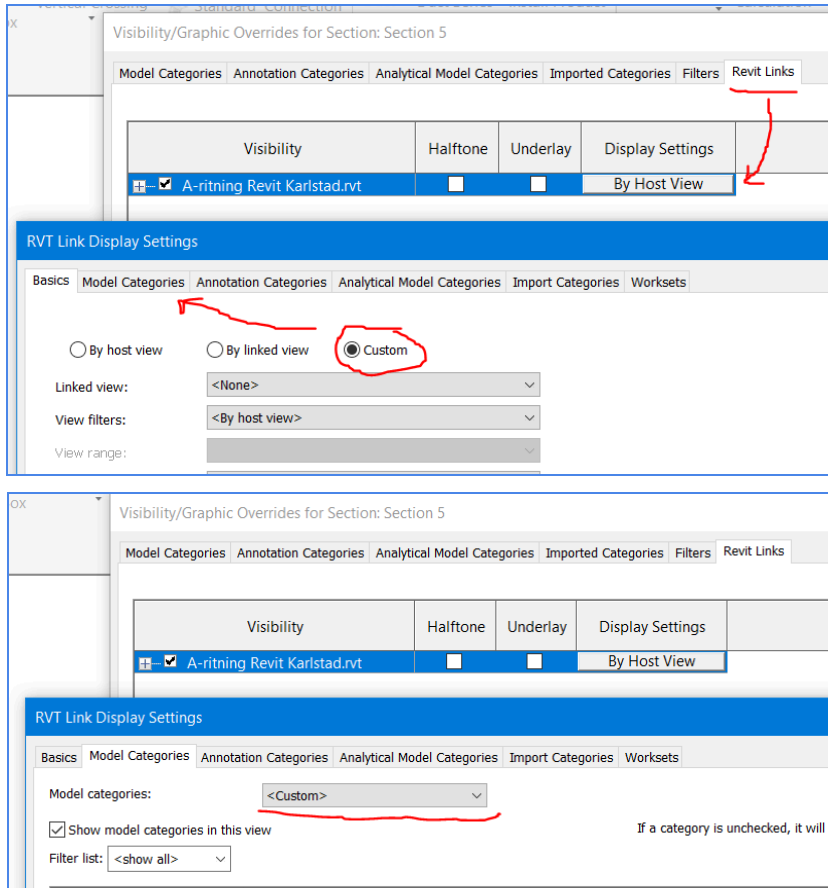 Vertical Crossing Standard Connection
ox
Visibility/Graphic Overrides for Section: Section 5
Model Categories Annotation Categories Analytical Model Categories Imported Categories Filters Revit Links
Visibility Halftone Underlay Display Settings
A-ritning Revit Karlstad.rvt By Host View
RVT Link Display Settings
Basics Model Categories Annotation Categories Analytical Model Categories Import Categories Worksets
By host view By linked view Custom
Linked view: <None>
View filters: <By host view>
View range:
ox
Visibility/Graphic Overrides for Section: Section 5
Model Categories Annotation Categories Analytical Model Categories Imported Categories Filters Revit Links
Visibility Halftone Underlay Display Settings
A-ritning Revit Karlstad.rvt By Host View
RVT Link Display Settings
Basics Model Categories Annotation Categories Analytical Model Categories Import Categories Worksets
Model categories: <Custom>
Show model categories in this view If a category is unchecked, it will
Filter list: <show all>